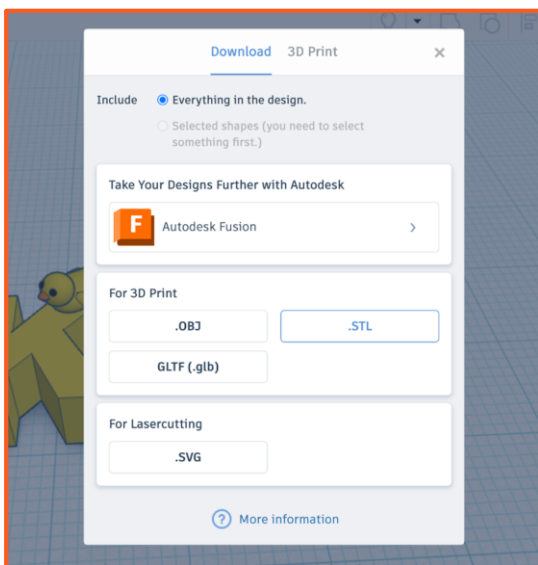 Download 3D Print
Include Everything in the design.
Selected shapes (you need to select
something first.)
Take Your Designs Further with Autodesk
F Autodesk Fusion
For 3D Print
.OBJ .STL
GLTF (.glb)
For Lasercutting
.SVG
? More information